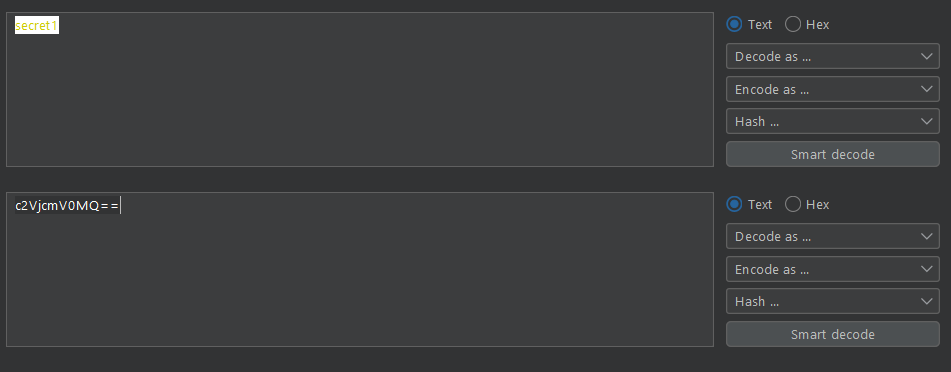 secret1
Text Hex
Decode as ...
Encode as ...
Hash ...
Smart decode
c2VjcmV0MQ==
Text Hex
Decode as ...
Encode as ...
Hash ...
Smart decode